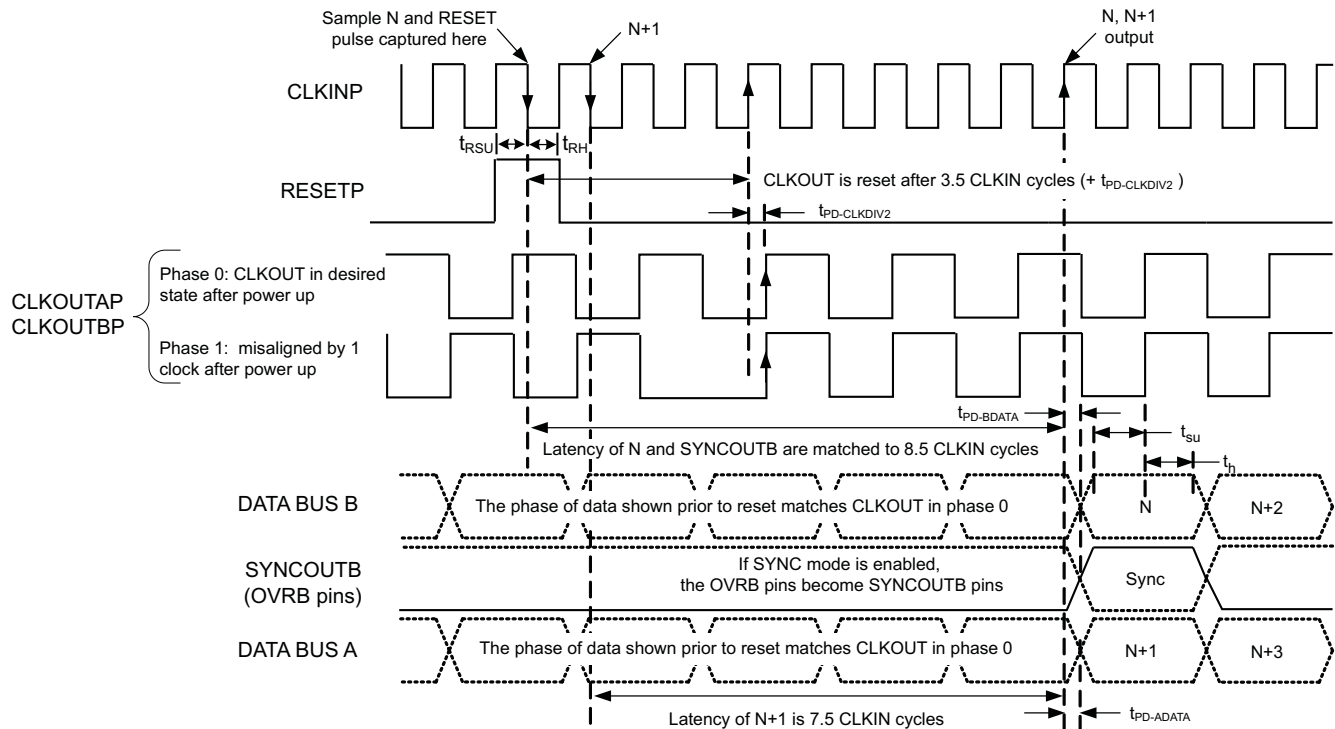 Sample N and RESET
pulse captured here
N+1
N, N+1
output
CLKINP
tRSU
tRH
RESETP
CLKOUT is reset after 3.5 CLKIN cycles (+ tPD-CLKDIV2 )
tPD-CLKDIV2
CLKOUTAP
CLKOUTBP
Phase 0: CLKOUT in desired
state after power up
Phase 1: misaligned by 1
clock after power up
tPD-BDATA
tsu
Latency of N and SYNCOUTB are matched to 8.5 CLKIN cycles
th
DATA BUS B
The phase of data shown prior to reset matches CLKOUT in phase 0
N
N+2
SYNCOUTB
(OVRB pins)
If SYNC mode is enabled,
the OVRB pins become SYNCOUTB pins
Sync
DATA BUS A
The phase of data shown prior to reset matches CLKOUT in phase 0
N+1
N+3
Latency of N+1 is 7.5 CLKIN cycles
tPD-ADATA